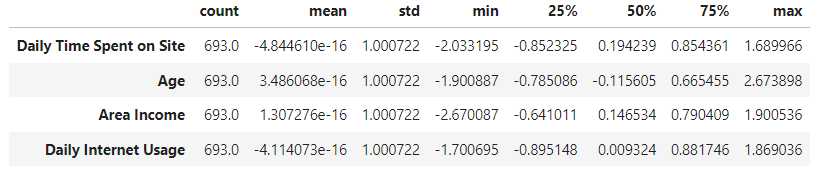 count mean std min 25% 50% 75% max
Daily Time Spent on Site 693.0 -4.844610e-16 1.000722 -2.033195 -0.852325 0.194239 0.854361 1.689966
Age 693.0 3.486068e-16 1.000722 -1.900887 -0.785086 -0.115605 0.665455 2.673898
Area Income 693.0 1.307276e-16 1.000722 -2.670087 -0.641011 0.146534 0.790409 1.900536
Daily Internet Usage 693.0 -4.114073e-16 1.000722 -1.700695 -0.895148 0.009324 0.881746 1.869036